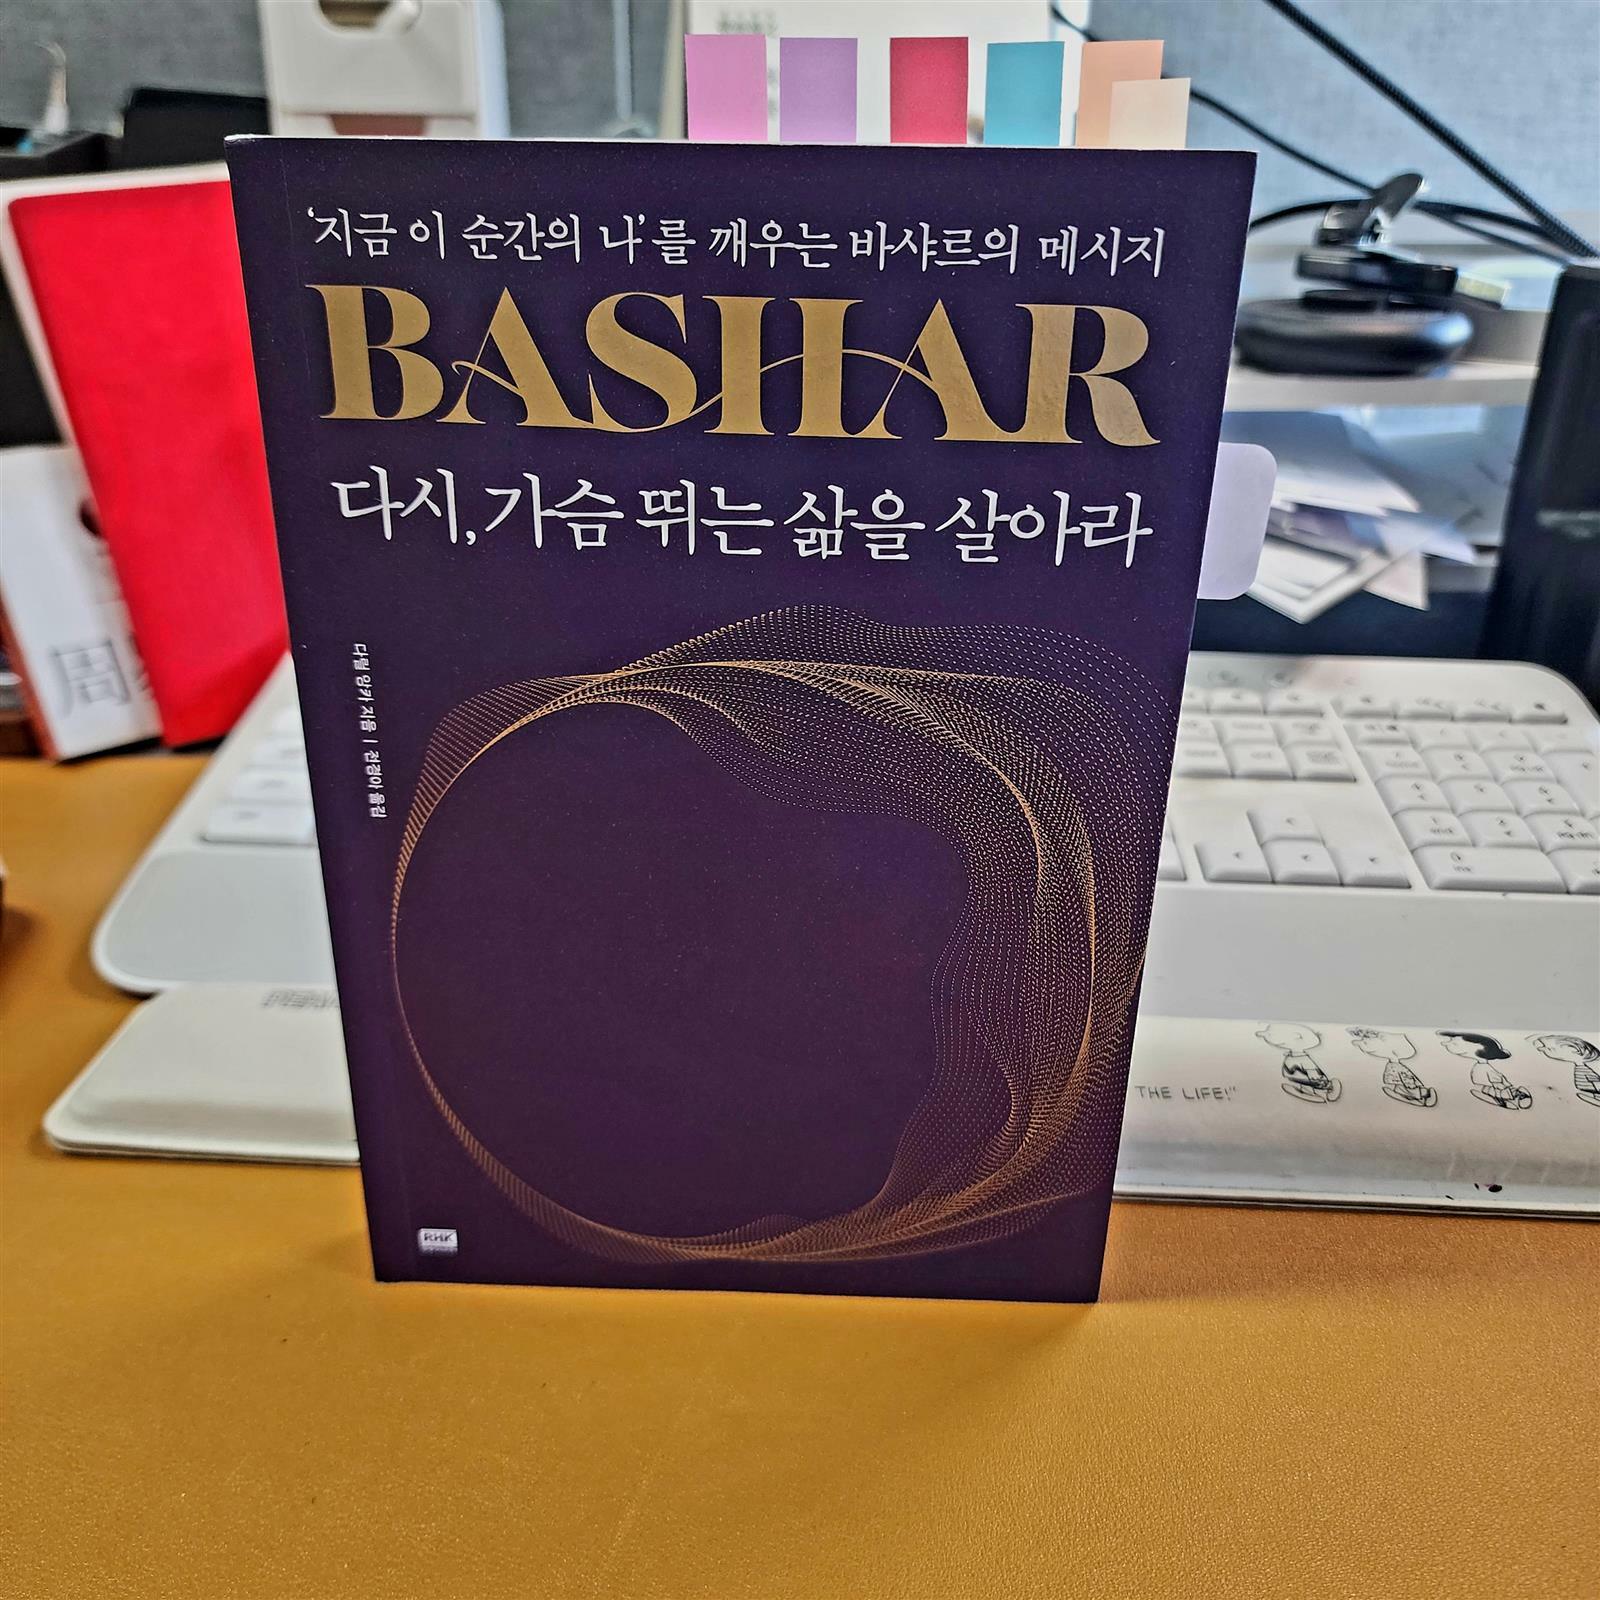 '지금 이 순간의 나'를 깨우는 바샤르의 메시지
BASHAR
다시, 가슴 뛰는 삶을 살아라
다릴 앙카 지음 | 전경아 옮김
RHK
周
THE LIFE!"